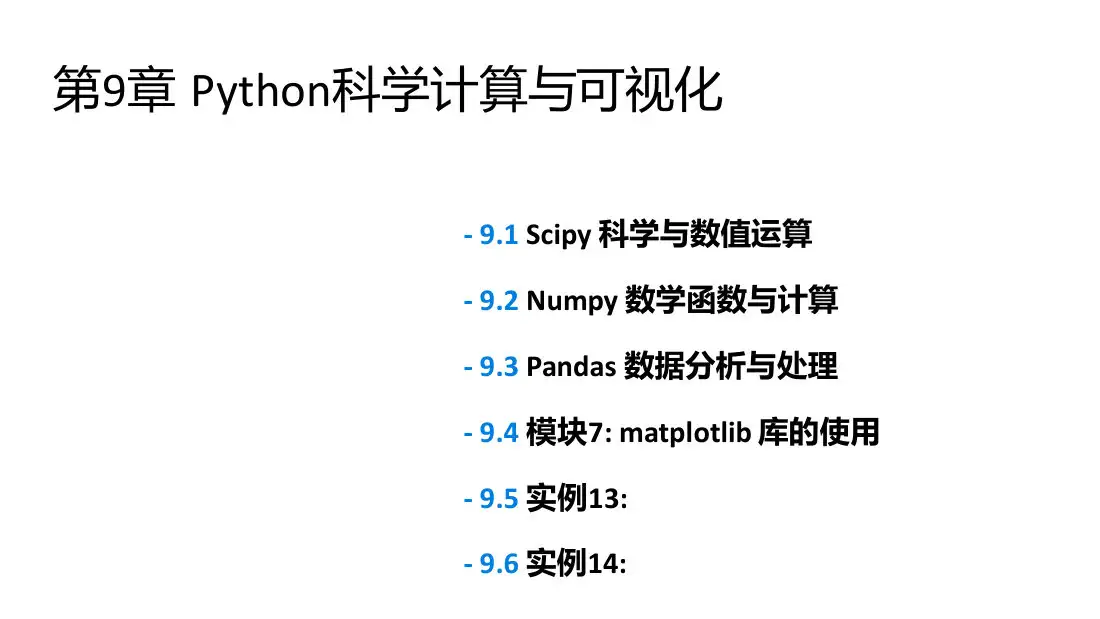 第9章 Python科学计算与可视化
- 9.1 Scipy 科学与数值运算
- 9.2 Numpy 数学函数与计算
- 9.3 Pandas 数据分析与处理
- 9.4 模块7: matplotlib 库的使用
- 9.5 实例13:
- 9.6 实例14: